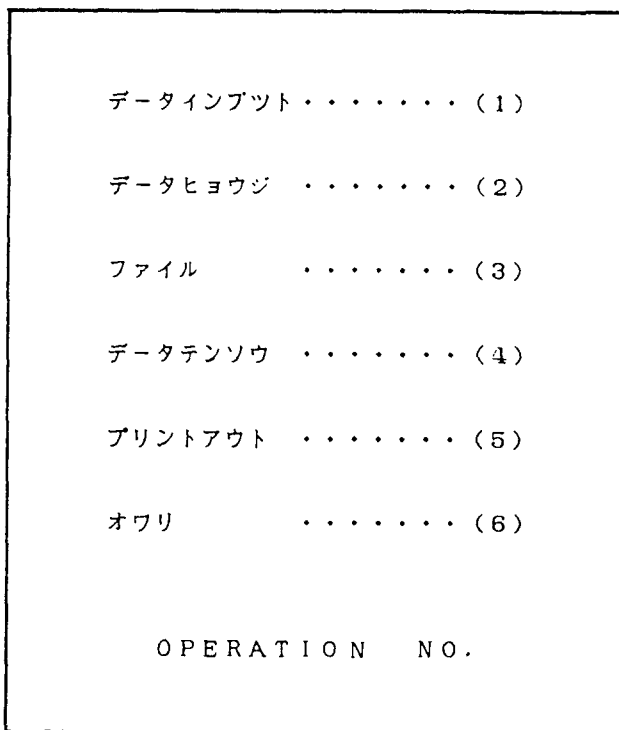 データインプツト・・・・・・・(1)
データヒョウジ ・・・・・・・(2)
ファイル ・・・・・・・(3)
データテンソウ ・・・・・・・(4)
プリントアウト ・・・・・・・(5)
オワリ ・・・・・・・(6)
OPERATION NO.